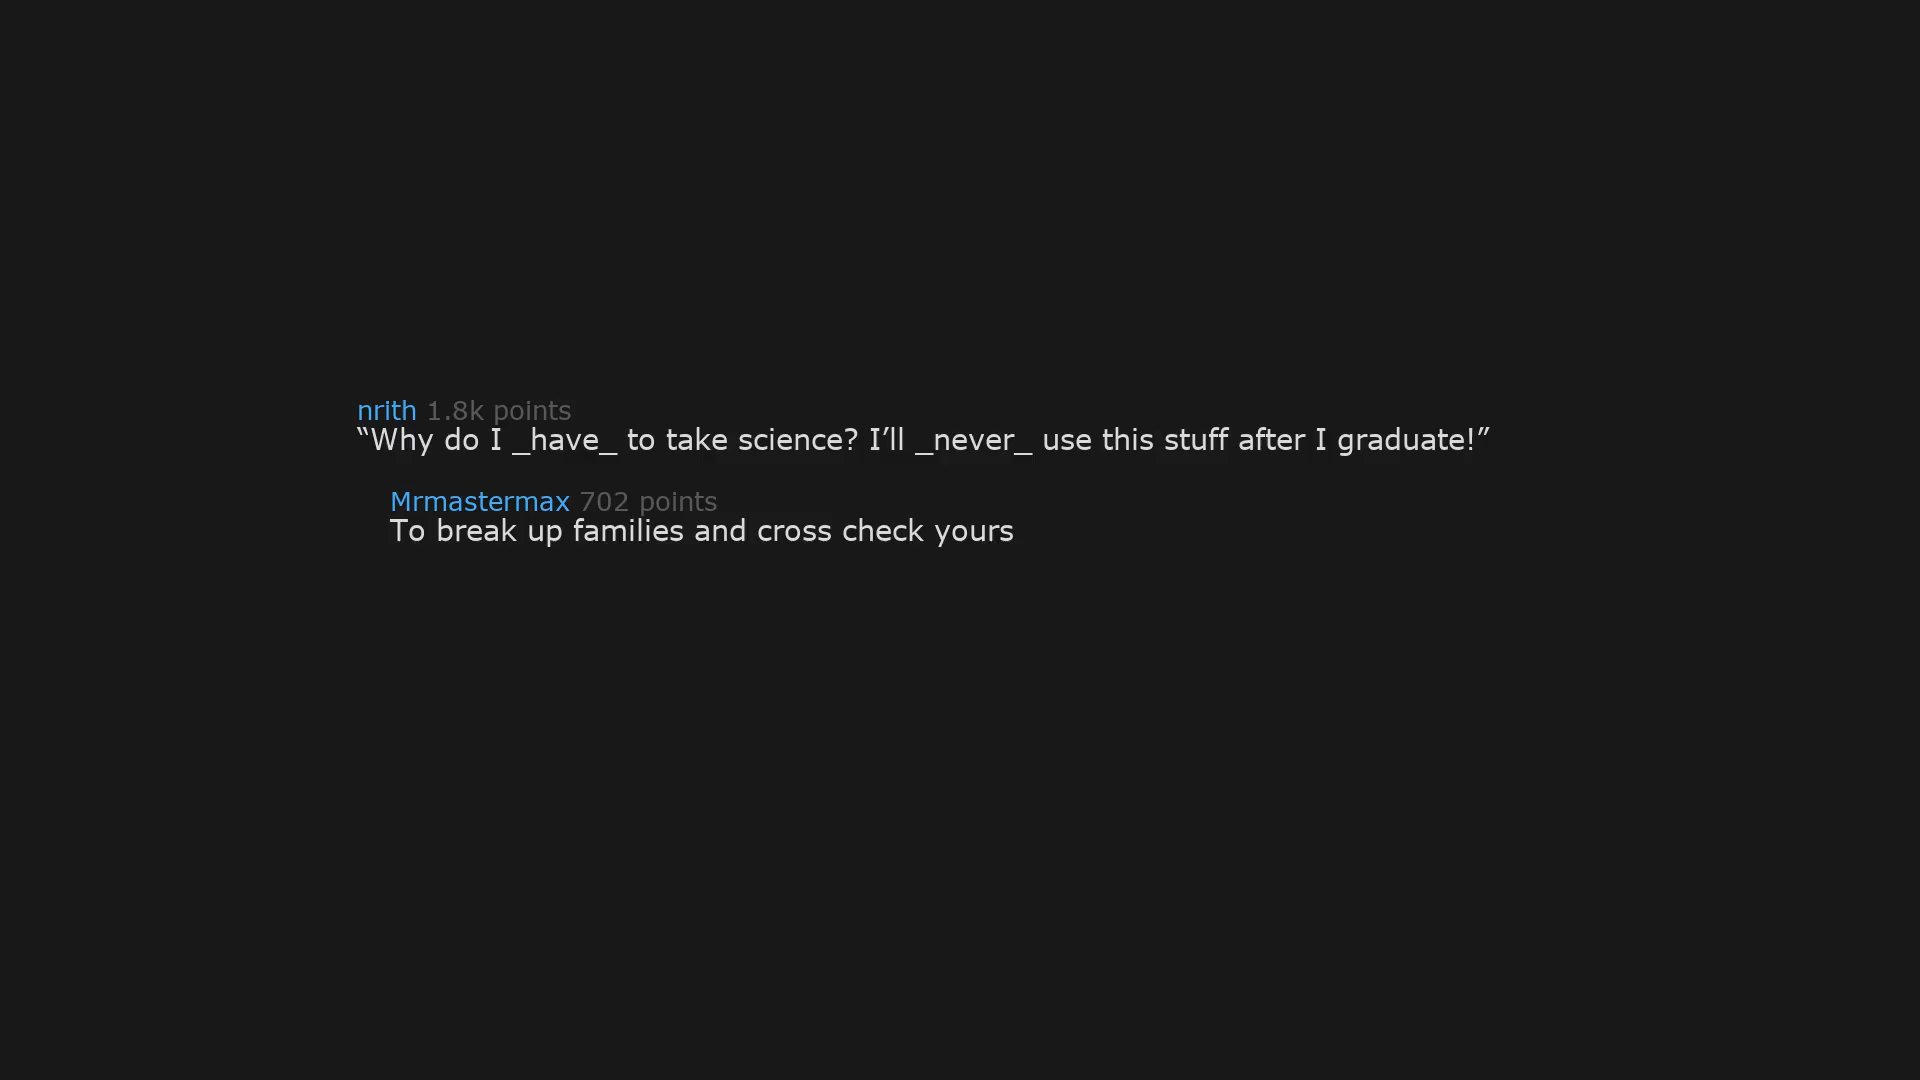 nrith 1.8k points
“Why do I _have_ to take science? I’ll _never_ use this stuff after I graduate!”
Mrmastermax 702 points
To break up families and cross check yours